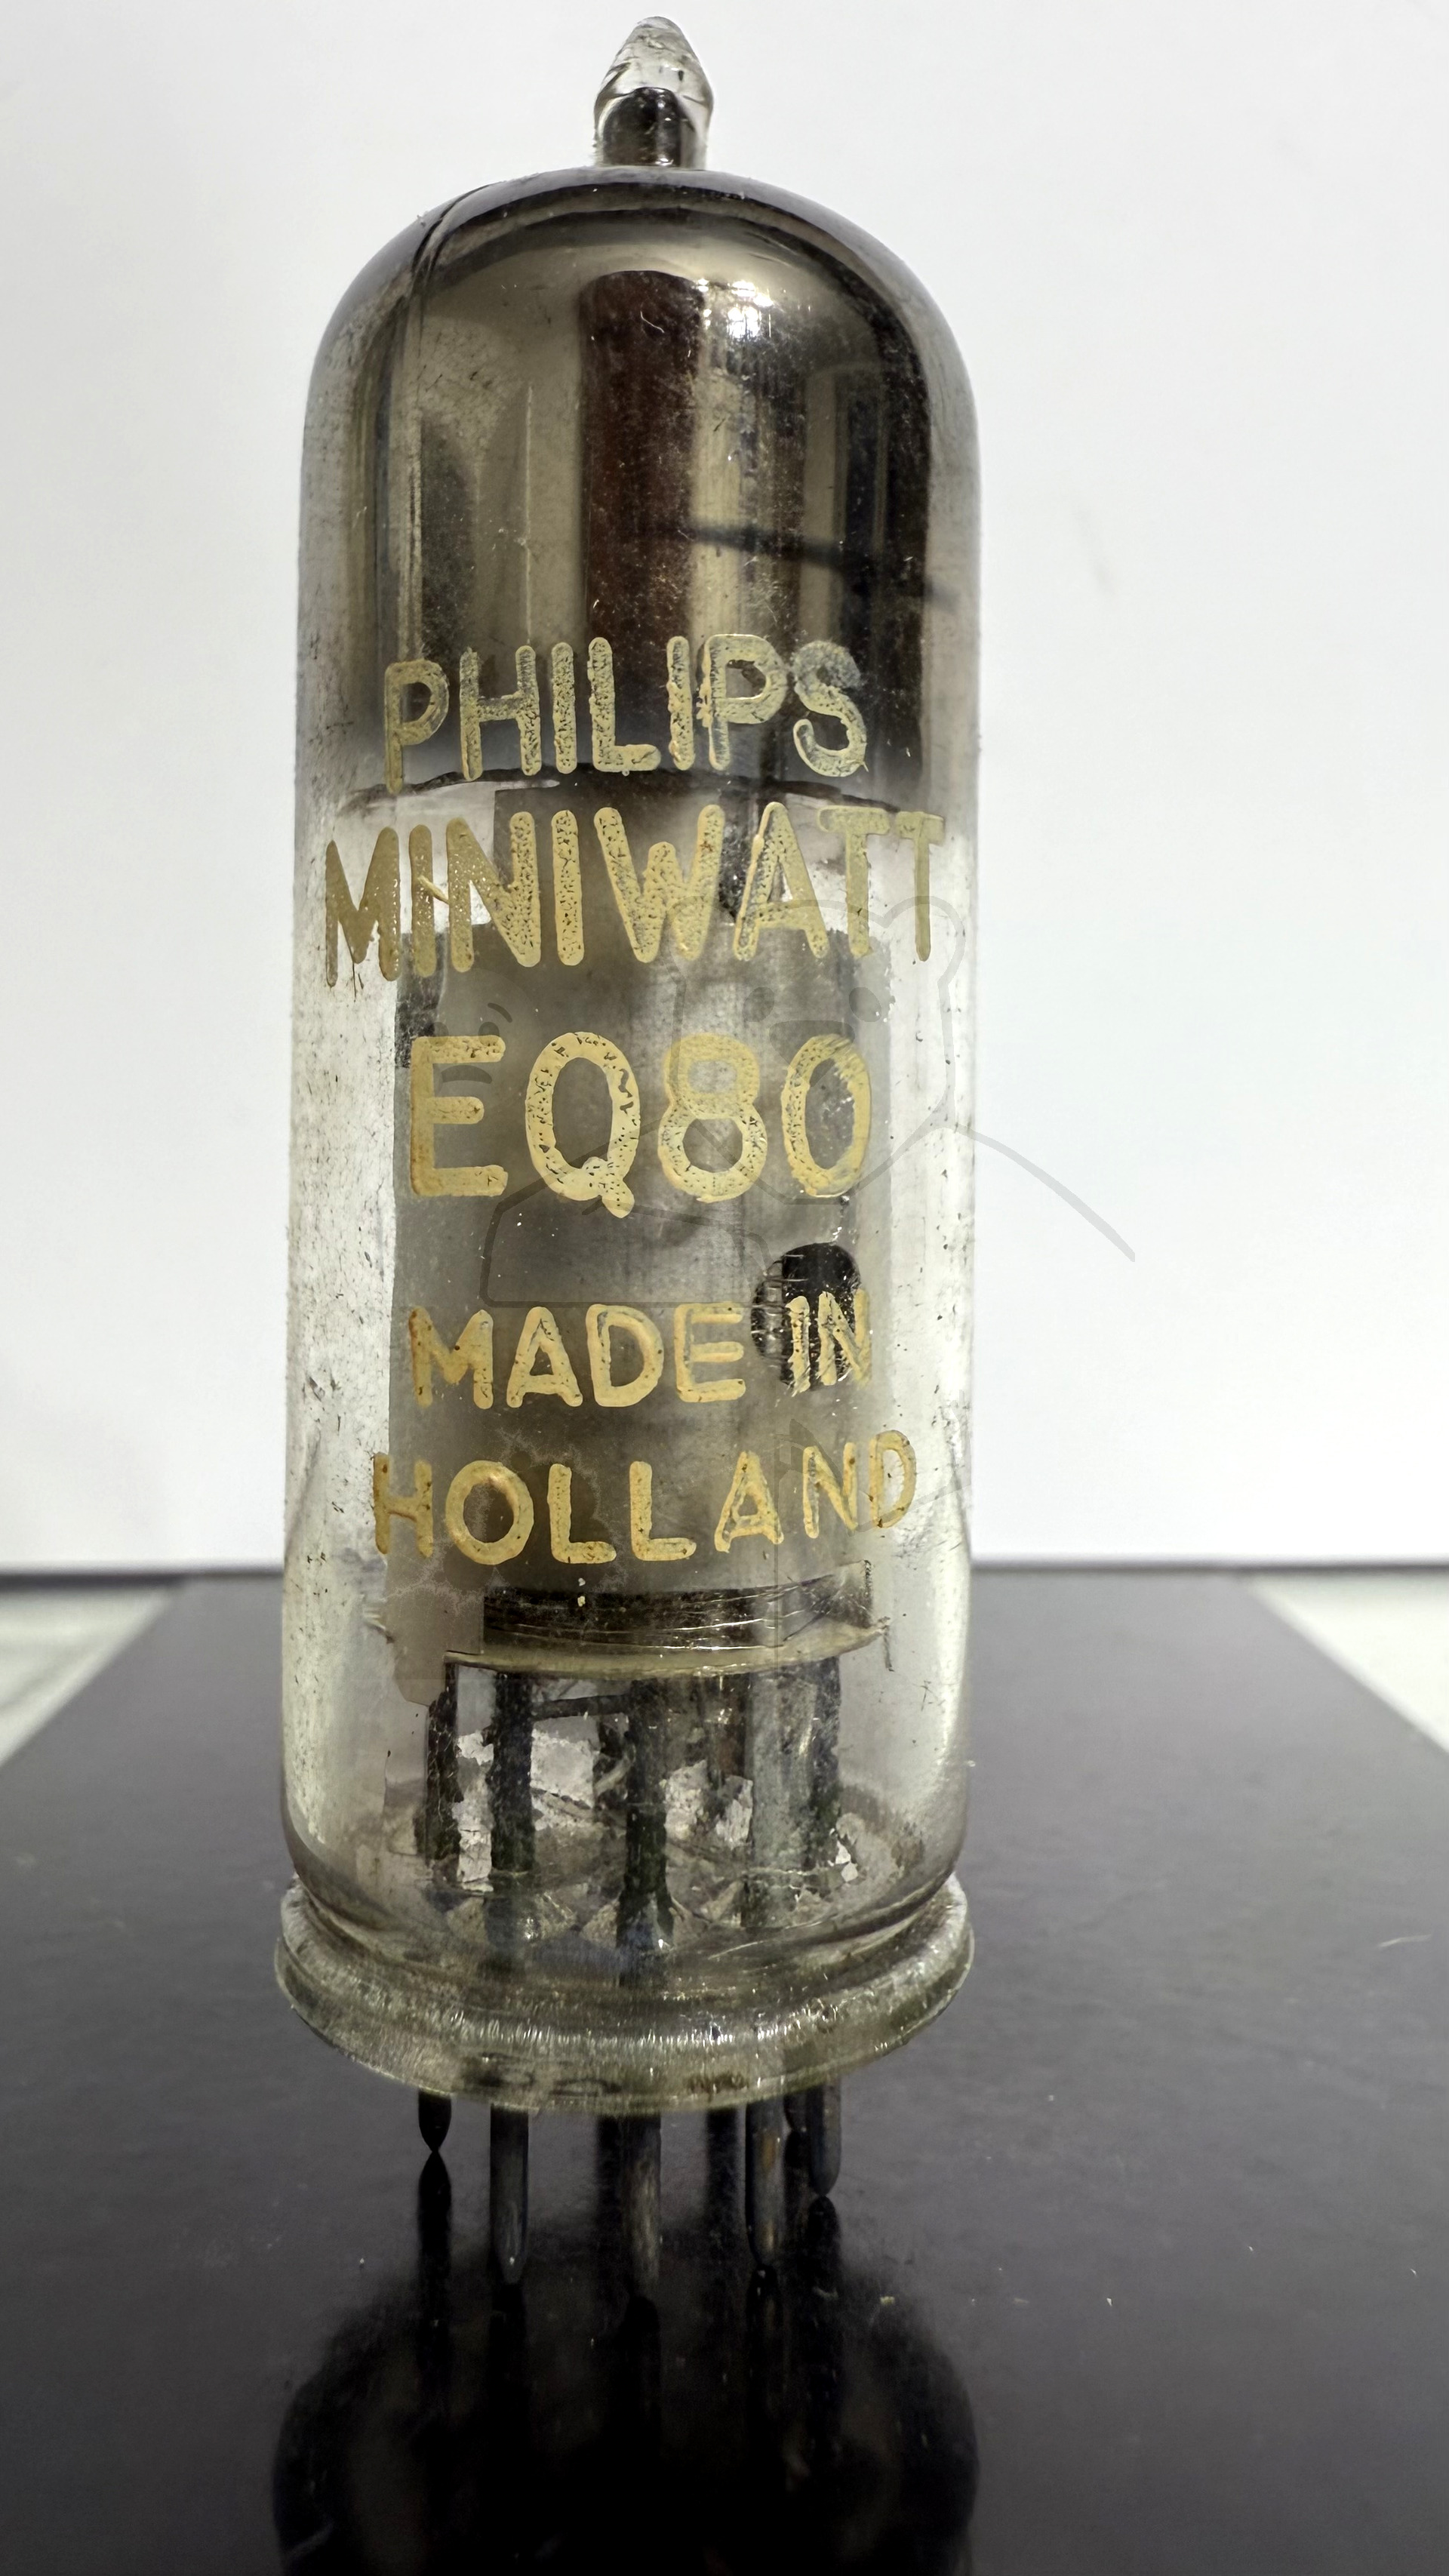 PHILIPS
MINIWATT
EQ80
MADE IN
HOLLAND